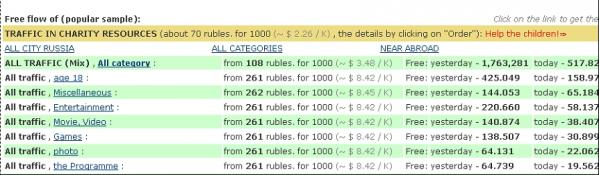 Free flow of (popular sample): Click on the link to get the
TRAFFIC IN CHARITY RESOURCES (about 70 rubles. for 1000 (~ $ 2.26 / K) , the details by clicking on "Order"): Help the children!»
ALL CITY RUSSIA ALL CATEGORIES NEAR ABROAD
ALL TRAFFIC (Mix) , All category : from 108 rubles. for 1000 (~ $ 3.48 / K) Free: yesterday - 1,763,281 today - 517.82
All traffic , age 18 : from 261 rubles. for 1000 (~ $ 8.42 / K) Free: yesterday - 425.049 today - 158.97
All traffic , Miscellaneous : from 262 rubles. for 1000 (~ $ 8.45 / K) Free: yesterday - 144.053 today - 65.184
All traffic , Entertainment : from 261 rubles. for 1000 (~ $ 8.42 / K) Free: yesterday - 220.660 today - 58.137
All traffic , Movie, Video : from 261 rubles. for 1000 (~ $ 8.42 / K) Free: yesterday - 140.874 today - 38.407
All traffic , Games : from 261 rubles. for 1000 (~ $ 8.42 / K) Free: yesterday - 138.507 today - 30.899
All traffic , photo : from 261 rubles. for 1000 (~ $ 8.42 / K) Free: yesterday - 64.131 today - 22.062
All traffic , the Programme : from 261 rubles. for 1000 (~ $ 8.42 / K) Free: yesterday - 64.739 today - 19.562